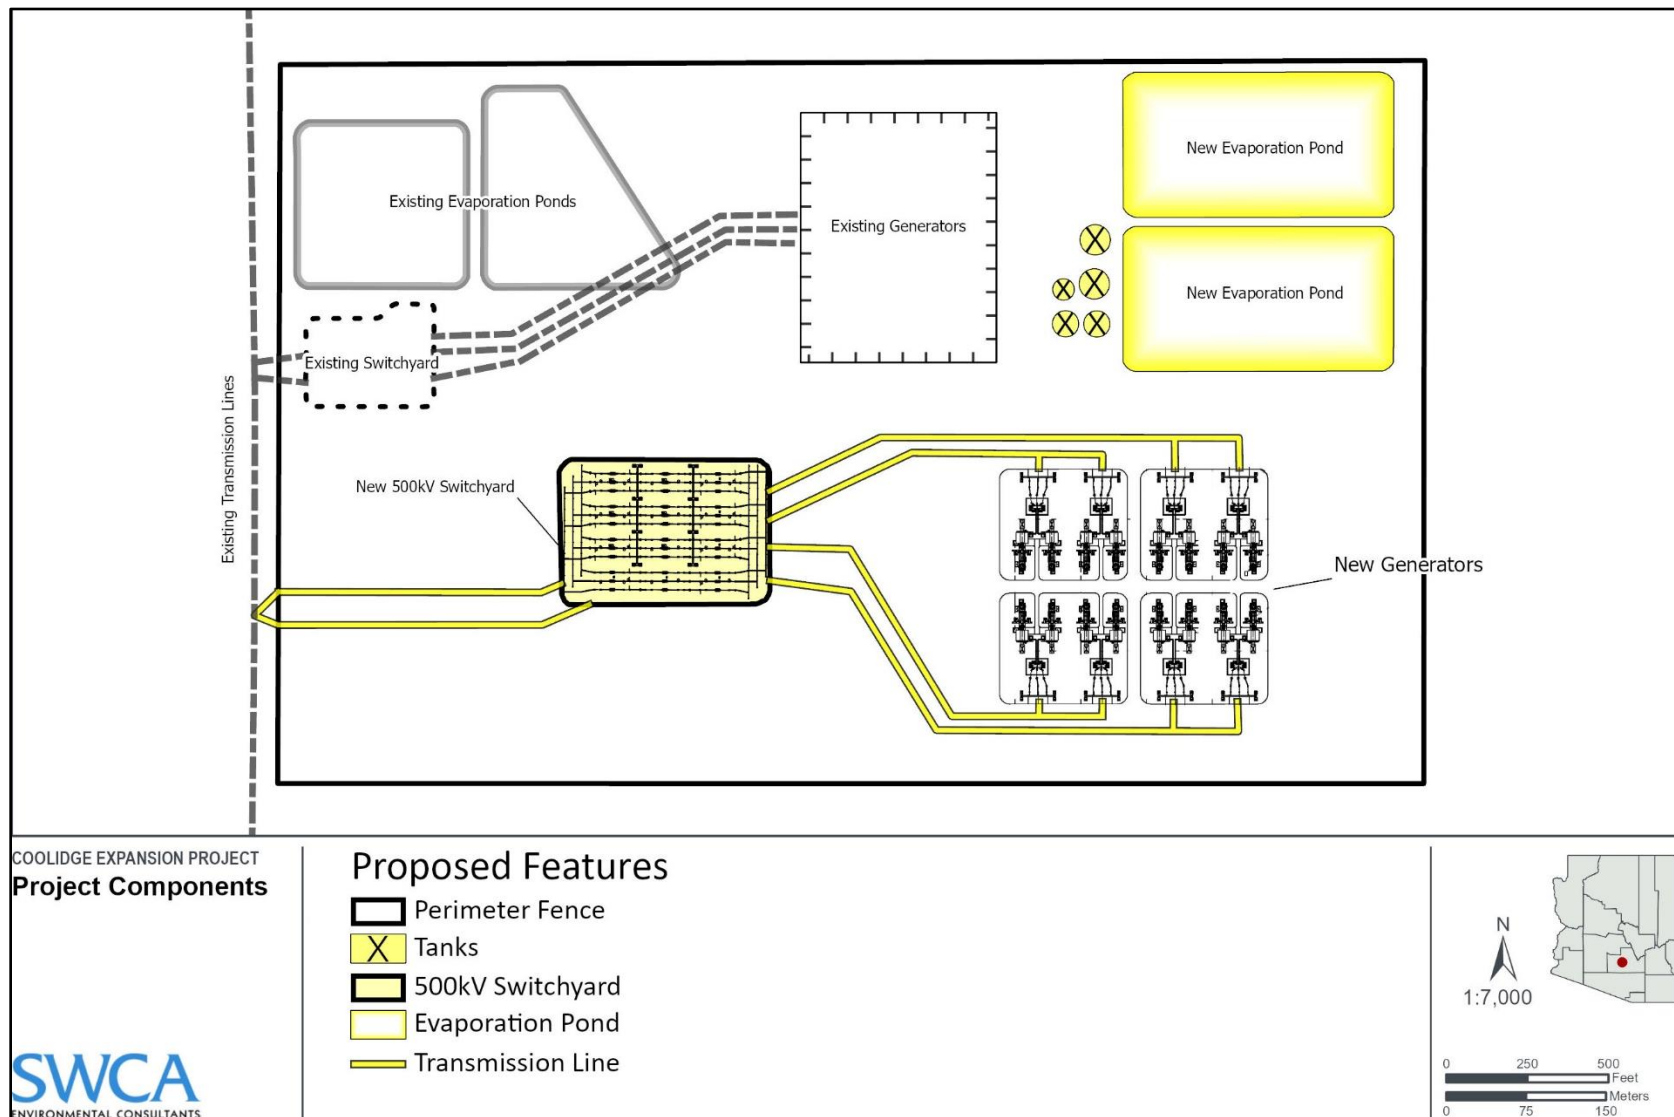 New Evaporation Pond
Existing Evaporation Ponds
Existing Generators
New Evaporation Pond
Existing Switchyard
Existing Transmission Lines
New 500kV Switchyard
New Generators
COOLIDGE EXPANSION PROJECT
Project Components
Proposed Features
Perimeter Fence
X Tanks
500kV Switchyard
Evaporation Pond
Transmission Line
SWCA
ENVIRONMENTAL CONSULTANTS
N
1:7,000
0 250 500
Feet
Meters
0 75 150